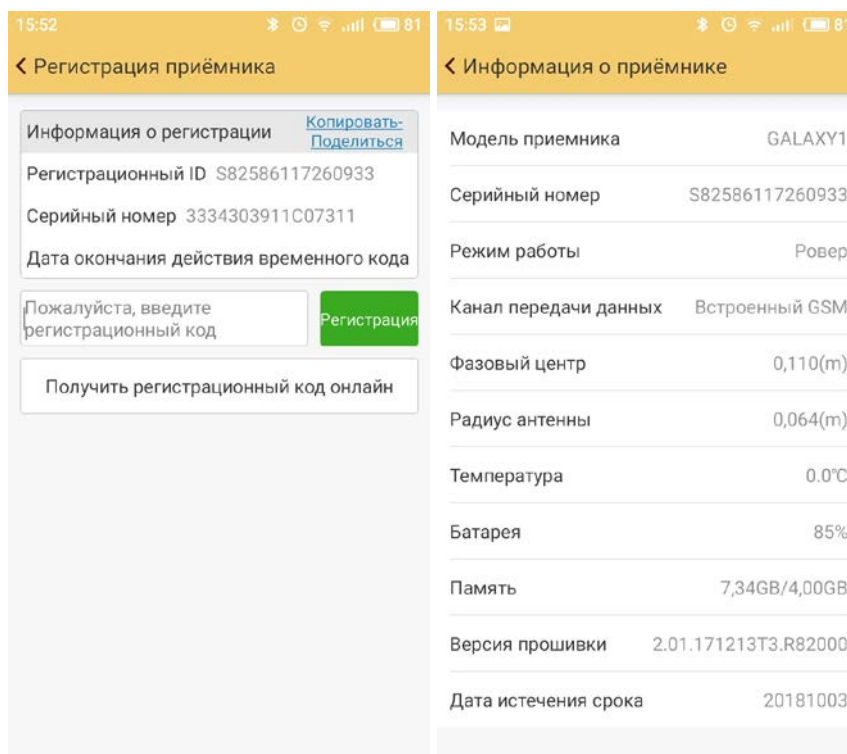 15:52
81
Регистрация приёмника
Информация о регистрации
Копировать-
Поделиться
Регистрационный ID S82586117260933
Серийный номер 3334303911C07311
Дата окончания действия временного кода
Пожалуйста, введите
регистрационный код
Регистрация
Получить регистрационный код онлайн
15:53
81
Информация о приёмнике
Модель приемника GALAXY1
Серийный номер S82586117260933
Режим работы Ровер
Канал передачи данных Встроенный GSM
Фазовый центр 0,110(m)
Радиус антенны 0,064(m)
Температура 0.0°C
Батарея 85%
Память 7,34GB/4,00GB
Версия прошивки 2.01.171213T3.R82000
Дата истечения срока 20181003